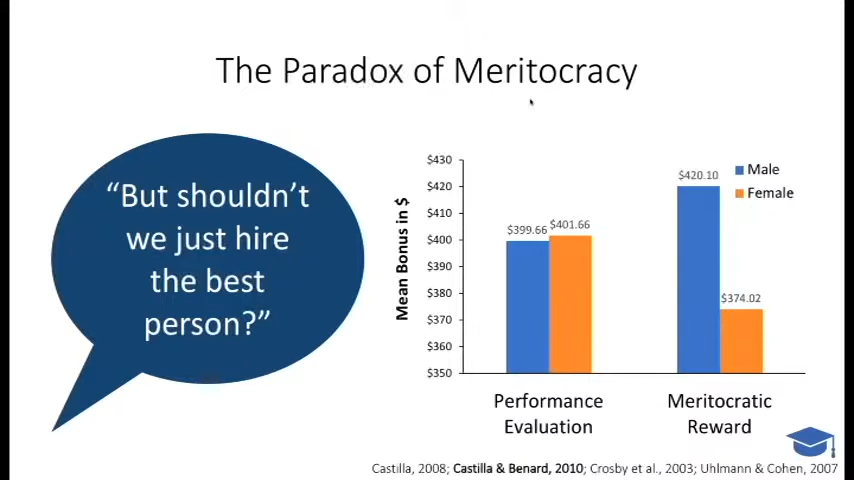 The Paradox of Meritocracy
“But shouldn’t
we just hire
the best
person?”
Mean Bonus in $
$430
$420
$410
$400
$390
$380
$370
$360
$350
$399.66
$401.66
$420.10
$374.02
Male
Female
Performance
Evaluation
Meritocratic
Reward
Castilla, 2008; Castilla & Benard, 2010; Crosby et al., 2003; Uhlmann & Cohen, 2007